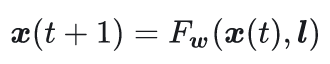 x(t + 1) = F_w(x(t), l)